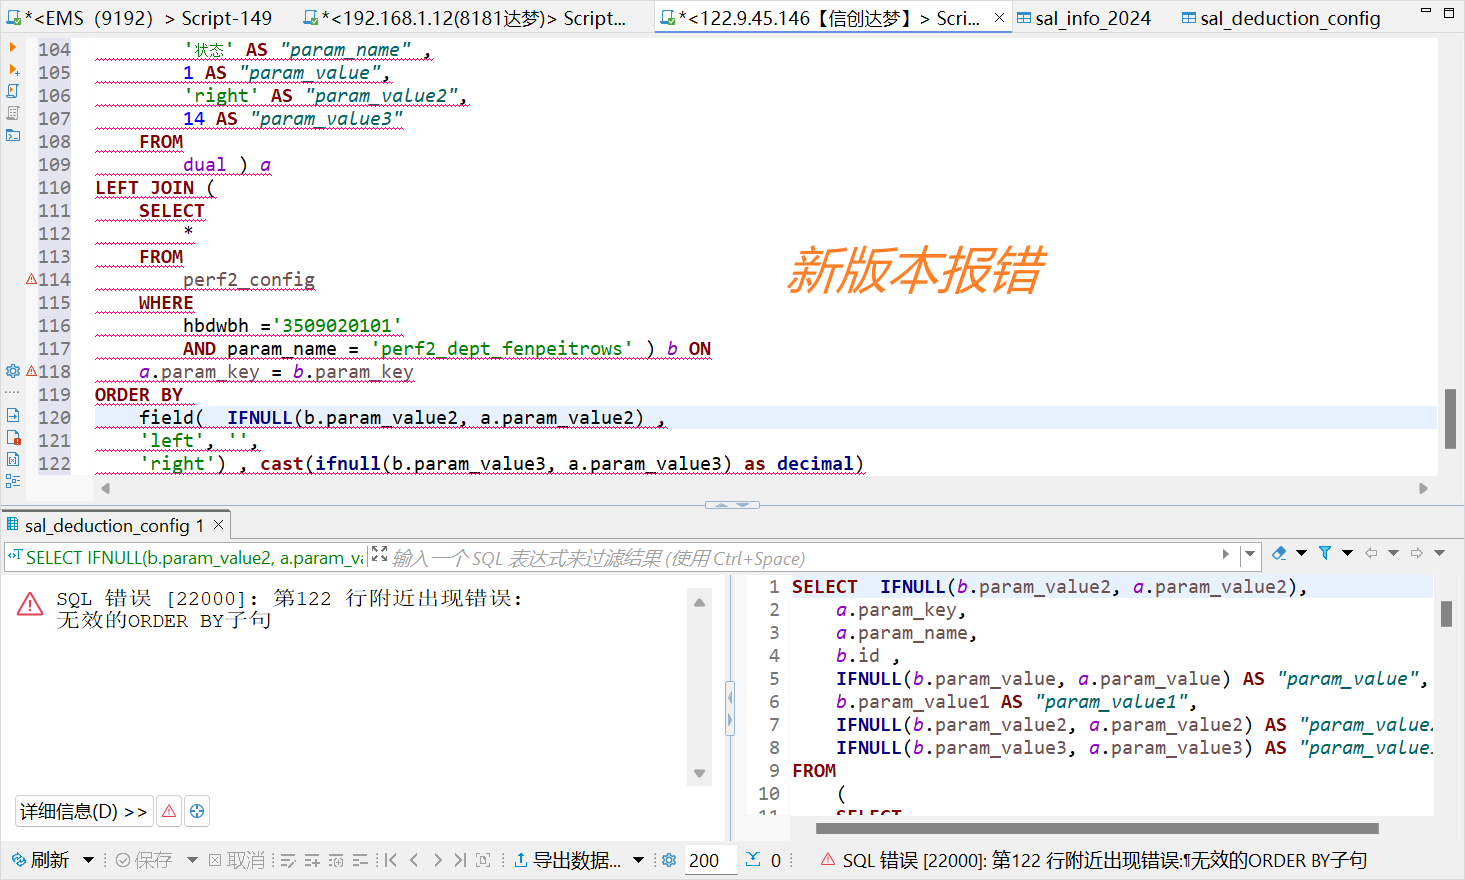 *<EMS（9192）> Script-149
*<192.168.1.12(8181达梦)> Script...
*<122.9.45.146【信创达梦】> Scri...
sal_info_2024
sal_deduction_config
104 '状态' AS "param_name" ,
105 1 AS "param_value",
106 'right' AS "param_value2",
107 14 AS "param_value3"
108 FROM
109 dual ) a
110 LEFT JOIN (
111 SELECT
112 *
113 FROM
114 perf2_config
115 WHERE
116 hbdwbh ='3509020101'
117 AND param_name = 'perf2_dept_fenpeitrows' ) b ON
118 a.param_key = b.param_key
119 ORDER BY
120 field( IFNULL(b.param_value2, a.param_value2) ,
121 'left', '',
122 'right') , cast(ifnull(b.param_value3, a.param_value3) as decimal)
新版本报错
sal_deduction_config 1
SELECT IFNULL(b.param_value2, a.param_va
输入一个 SQL 表达式来过滤结果 (使用 Ctrl+Space)
SQL 错误 [22000]: 第122 行附近出现错误:
无效的ORDER BY子句
详细信息(D) >>
1 SELECT IFNULL(b.param_value2, a.param_value2),
2 a.param_key,
3 a.param_name,
4 b.id ,
5 IFNULL(b.param_value, a.param_value) AS "param_value",
6 b.param_value1 AS "param_value1",
7 IFNULL(b.param_value2, a.param_value2) AS "param_value
8 IFNULL(b.param_value3, a.param_value3) AS "param_value
9 FROM
10 (
11 SELECT
刷新
保存
取消
导出数据...
200
0
SQL 错误 [22000]: 第122 行附近出现错误:¶无效的ORDER BY子句